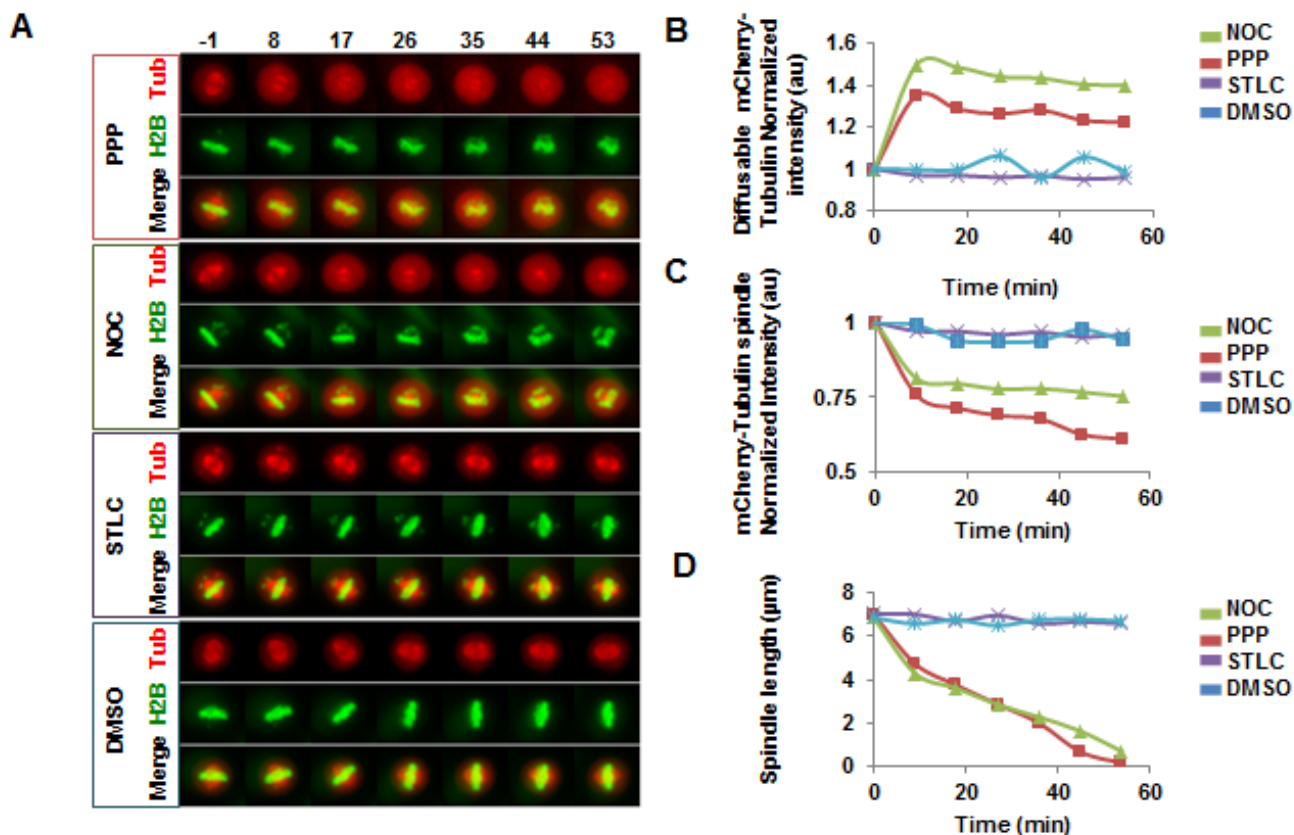 A
-1 8 17 26 35 44 53
PPP
Tub
H2B
Merge
NOC
Tub
H2B
Merge
STLC
Tub
H2B
Merge
DMSO
Tub
H2B
Merge
B
Diffusable mCherry-
Tubulin Normalized
intensity (au)
1.6
1.4
1.2
1
0.8
0 20 40 60
Time (min)
NOC
PPP
STLC
DMSO
C
mCherry-Tubulin spindle
Normalized Intensity (au)
1
0.75
0.5
0 20 40 60
Time (min)
NOC
PPP
STLC
DMSO
D
Spindle length (µm)
8
6
4
2
0
0 20 40 60
Time (min)
NOC
PPP
STLC
DMSO